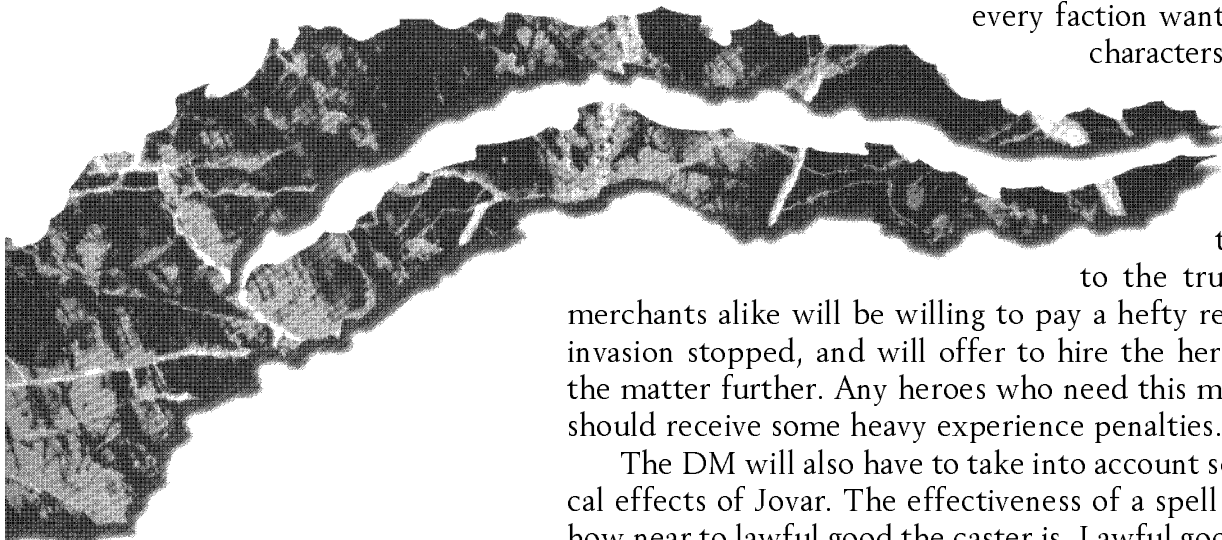 every faction want
characters
t
to the tru
merchants alike will be willing to pay a hefty re
invasion stopped, and will offer to hire the her
the matter further. Any heroes who need this m
should receive some heavy experience penalties.
The DM will also have to take into account so
cal effects of Jovar. The effectiveness of a spell
how near to lawful good the caster is. Lawful goo